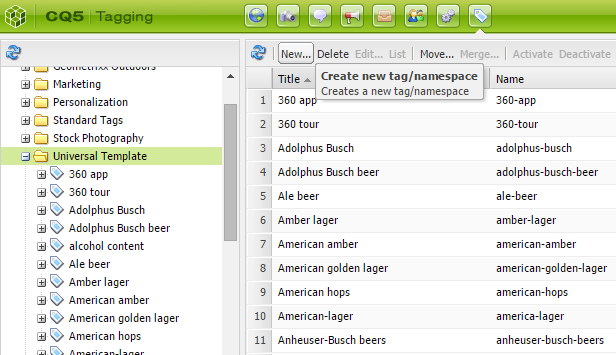 CQ5 Tagging
New... Delete Edit... List Move... Merge... Activate Deactivate
Geometrixx Outdoors
Marketing
Personalization
Standard Tags
Stock Photography
Universal Template
360 app
360 tour
Adolphus Busch
Adolphus Busch beer
alcohol content
Ale beer
Amber lager
American amber
American golden lager
American hops
American-lager
Title Name
Create new tag/namespace
Creates a new tag/namespace
1 360 app 360-app
2 360 tour 360-tour
3 Adolphus Busch adolphus-busch
4 Adolphus Busch beer adolphus-busch-beer
5 Ale beer ale-beer
6 Amber lager amber-lager
7 American amber american-amber
8 American golden lager american-golden-lager
9 American hops american-hops
10 American-lager america-lager
11 Anheuser-Busch beers anheuser-busch-beers